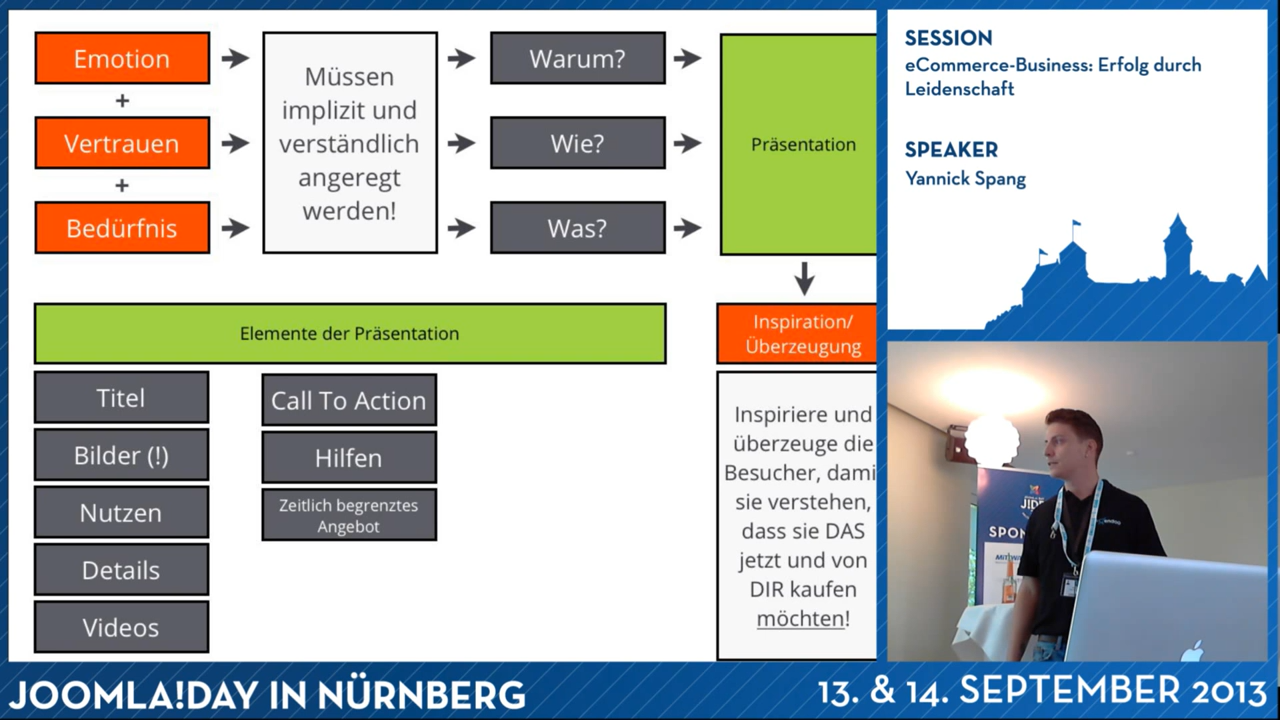 Emotion
+
Vertrauen
+
Bedürfnis
Müssen
implizit und
verständlich
angeregt
werden!
Warum?
Wie?
Was?
Präsentation
Elemente der Präsentation
Titel
Bilder (!)
Nutzen
Details
Videos
Call To Action
Hilfen
Zeitlich begrenztes
Angebot
Inspiration/
Überzeugung
Inspiriere und
überzeuge die
Besucher, dami
sie verstehen,
dass sie DAS
jetzt und von
DIR kaufen
möchten!
SESSION
eCommerce-Business: Erfolg durch
Leidenschaft
SPEAKER
Yannick Spang
JOOMLA!DAY IN NÜRNBERG
13. & 14. SEPTEMBER 2013